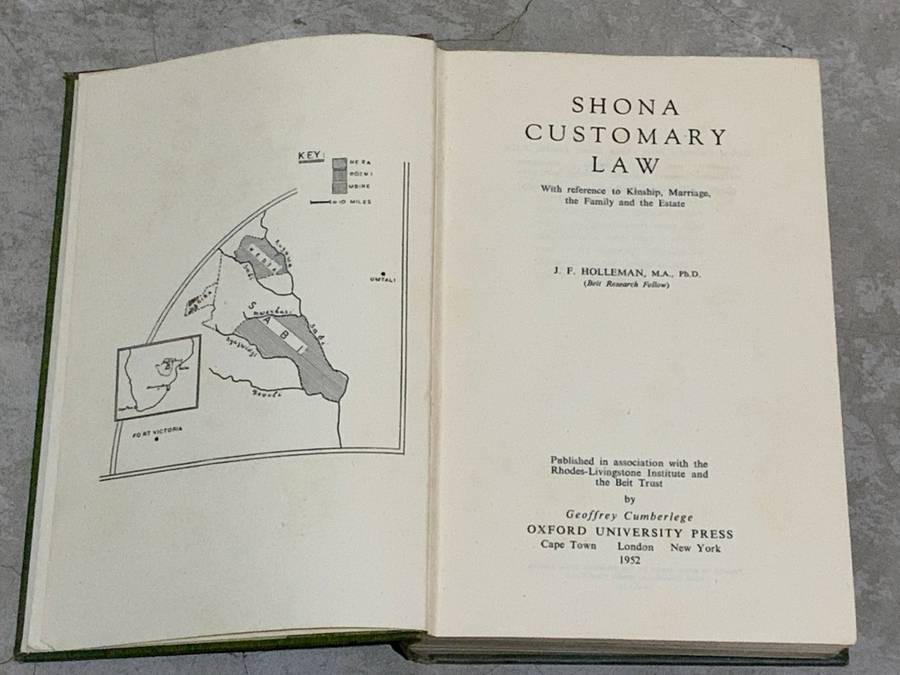 KEY:
HERA
ROZWI
MBIRE
= 10 MILES
UMTALI
SABI
Sabi
FORT VICTORIA
SHONA
CUSTOMARY
LAW
With reference to Kinship, Marriage,
the Family and the Estate
J. F. HOLLEMAN, M.A., Ph.D.
(Beit Research Fellow)
Published in association with the
Rhodes-Livingstone Institute and
the Beit Trust
by
Geoffrey Cumberlege
OXFORD UNIVERSITY PRESS
Cape Town London New York
1952